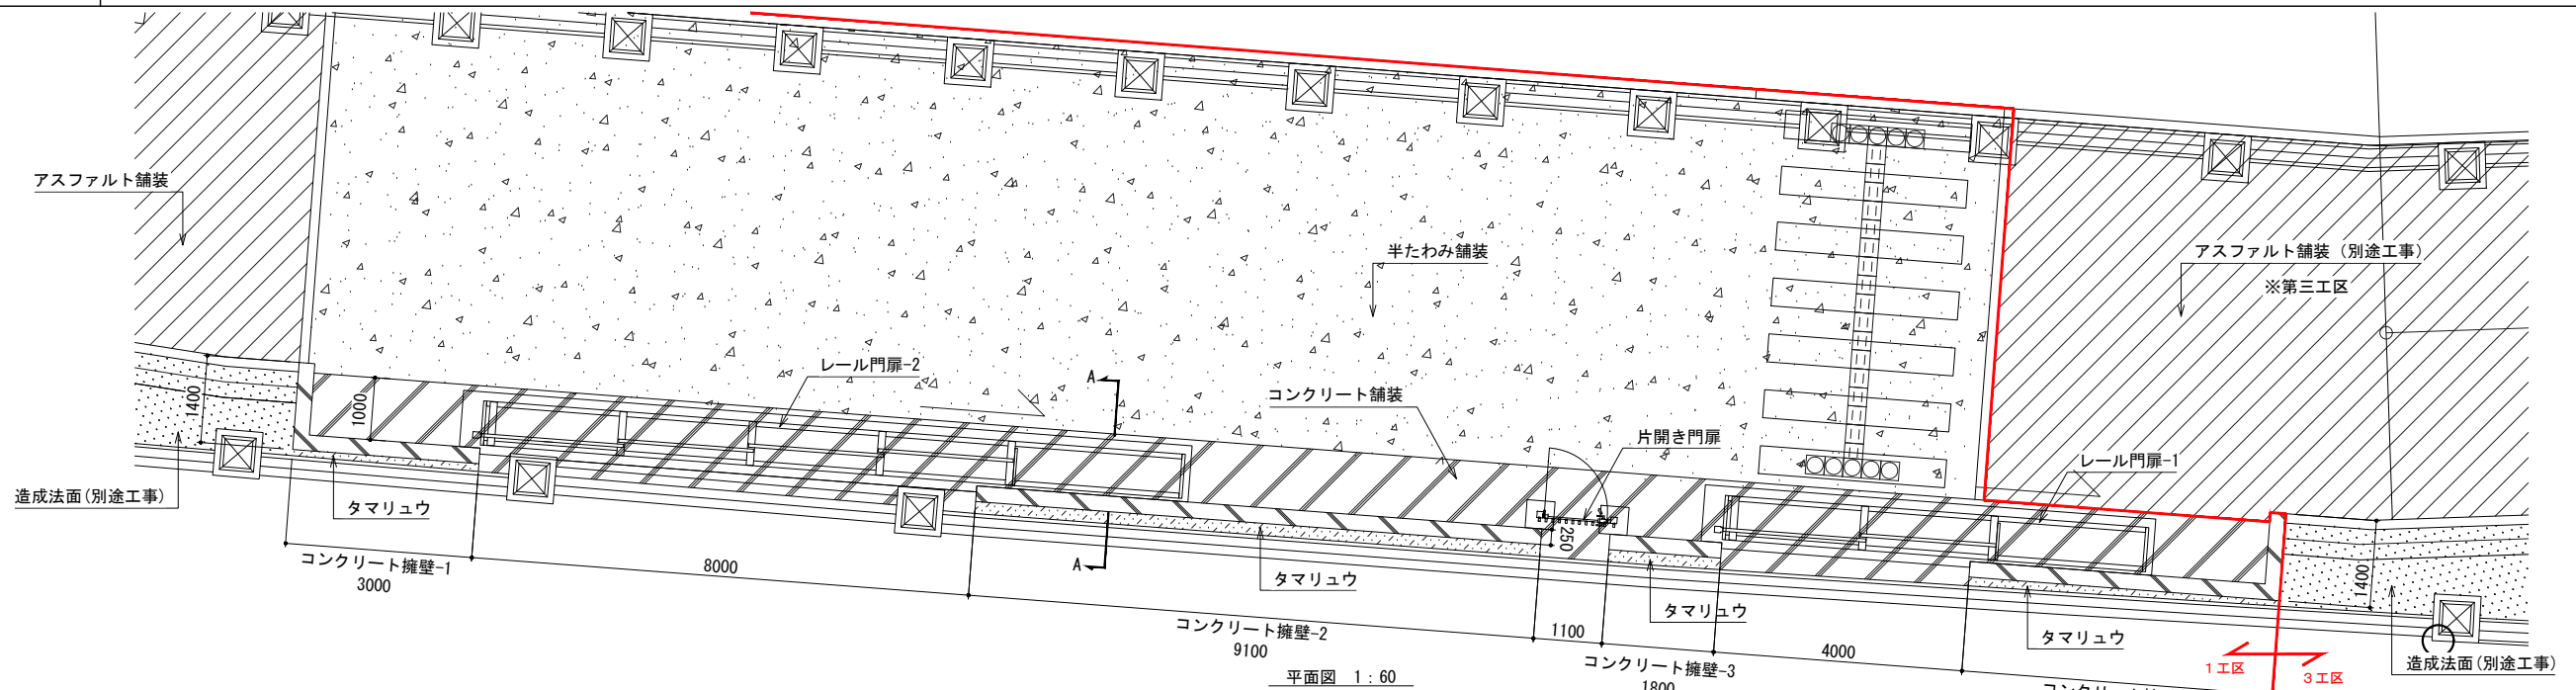 アスファルト舗装
半たわみ舗装
アスファルト舗装（別途工事）
※第三工区
レール門扉-2
A
1400
1000
コンクリート舗装
片開き門扉
レール門扉-1
造成法面(別途工事)
タマリュウ
250
A
コンクリート擁壁-1
3000
8000
タマリュウ
コンクリート擁壁-2
9100
1100
タマリュウ
コンクリート擁壁-3
1800
4000
タマリュウ
1400
1工区
3工区
造成法面(別途工事)
平面図 1：60